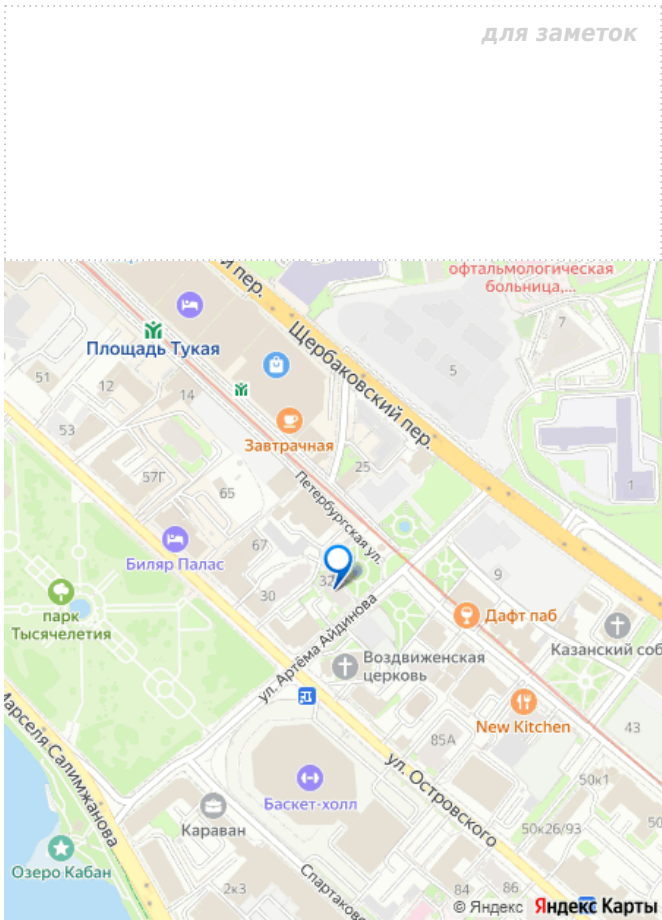 для заметок
й пер.
офтальмологическая
больница,...
7
Щербаковский пер.
Площадь Тукая
5
51
12
14
53
Завтрачная
25
57Г
65
1
Петербургская ул.
67
Биляр Палас
9
30
парк
Тысячелетия
Дафт паб
ул. Артёма Айдинова
Казанский соб
Воздвиженская
церковь
New Kitchen
43
85А
Марселя Салимжанова
ул. Островского
50к1
Баскет-холл
Караван
50к26/93
50
Озеро Кабан
Спартаковс
2к3
84
86
© Яндекс Яндекс Карты